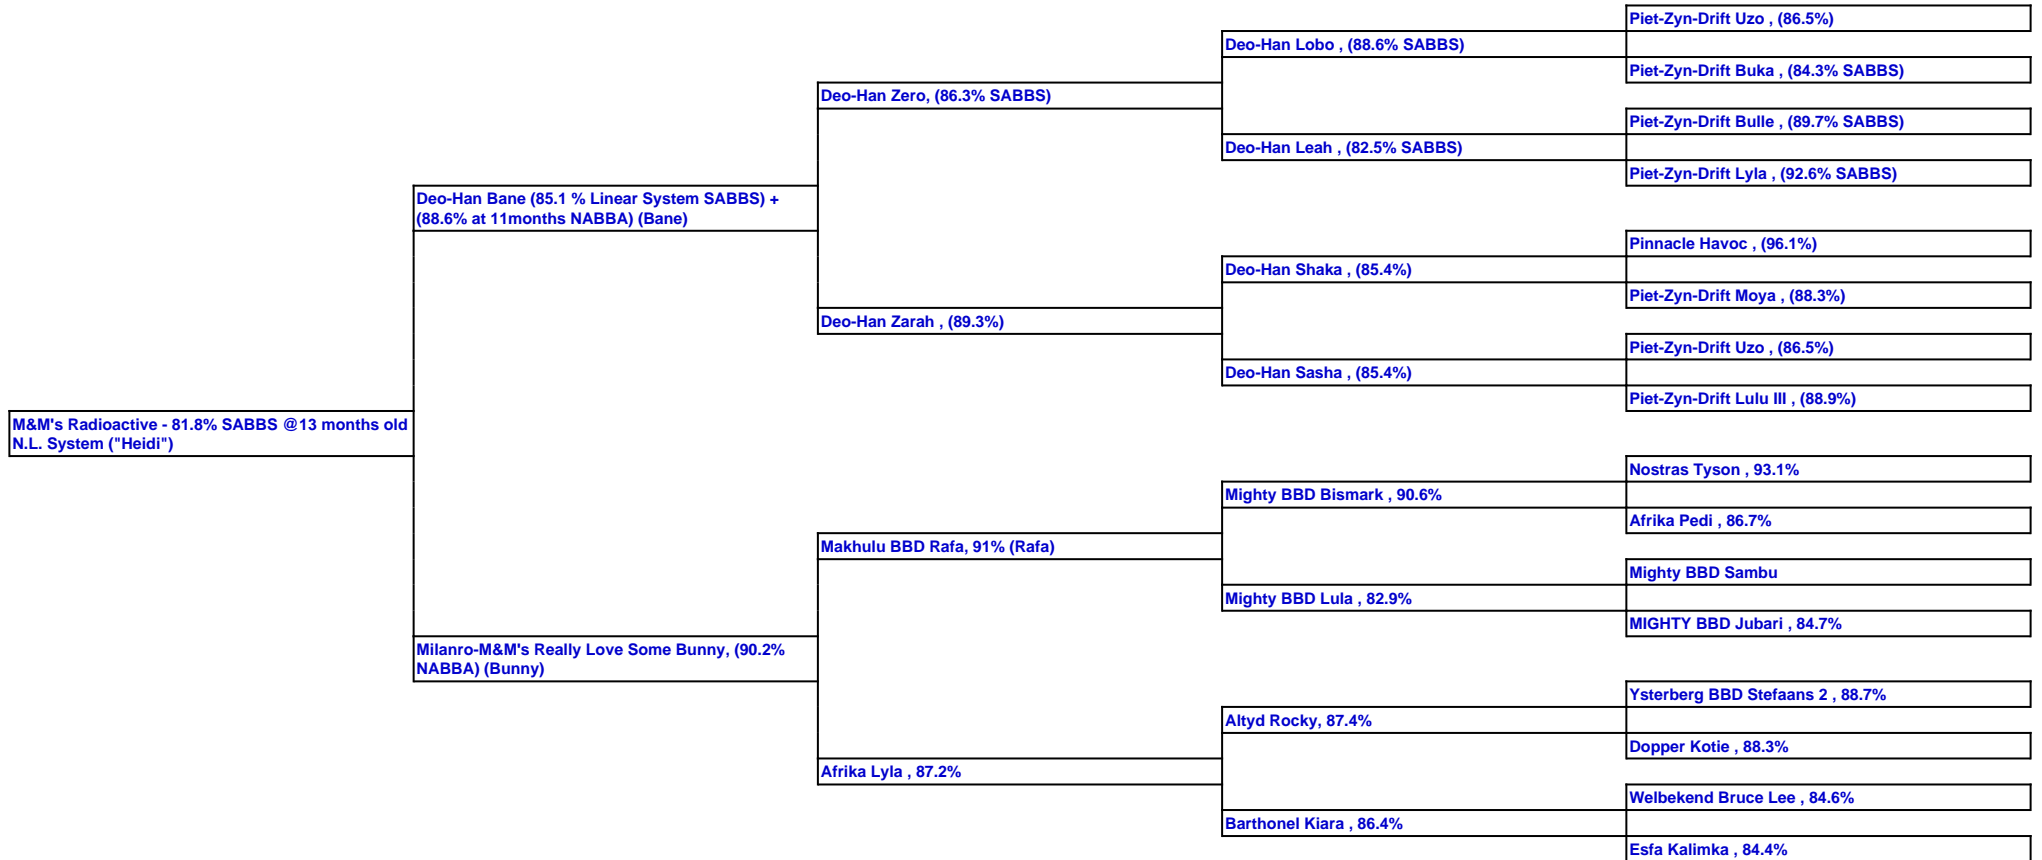 Piet-Zyn-Drift Uzo , (86.5%)
Deo-Han Lobo , (88.6% SABBS)
Piet-Zyn-Drift Buka , (84.3% SABBS)
Deo-Han Zero, (86.3% SABBS)
Piet-Zyn-Drift Bulle , (89.7% SABBS)
Deo-Han Leah , (82.5% SABBS)
Piet-Zyn-Drift Lyla , (92.6% SABBS)
Deo-Han Bane (85.1 % Linear System SABBS) +
(88.6% at 11months NABBA) (Bane)
Pinnacle Havoc , (96.1%)
Deo-Han Shaka , (85.4%)
Piet-Zyn-Drift Moya , (88.3%)
Deo-Han Zarah , (89.3%)
Piet-Zyn-Drift Uzo , (86.5%)
Deo-Han Sasha , (85.4%)
Piet-Zyn-Drift Lulu III , (88.9%)
M&M's Radioactive - 81.8% SABBS @13 months old
N.L. System ("Heidi")
Nostras Tyson , 93.1%
Mighty BBD Bismark , 90.6%
Afrika Pedi , 86.7%
Makhulu BBD Rafa, 91% (Rafa)
Mighty BBD Sambu
Mighty BBD Lula , 82.9%
MIGHTY BBD Jubari , 84.7%
Milanro-M&M's Really Love Some Bunny, (90.2%
NABBA) (Bunny)
Ysterberg BBD Stefaans 2 , 88.7%
Altyd Rocky, 87.4%
Dopper Kotie , 88.3%
Afrika Lyla , 87.2%
Welbekend Bruce Lee , 84.6%
Barthonel Kiara , 86.4%
Esfa Kalimka , 84.4%